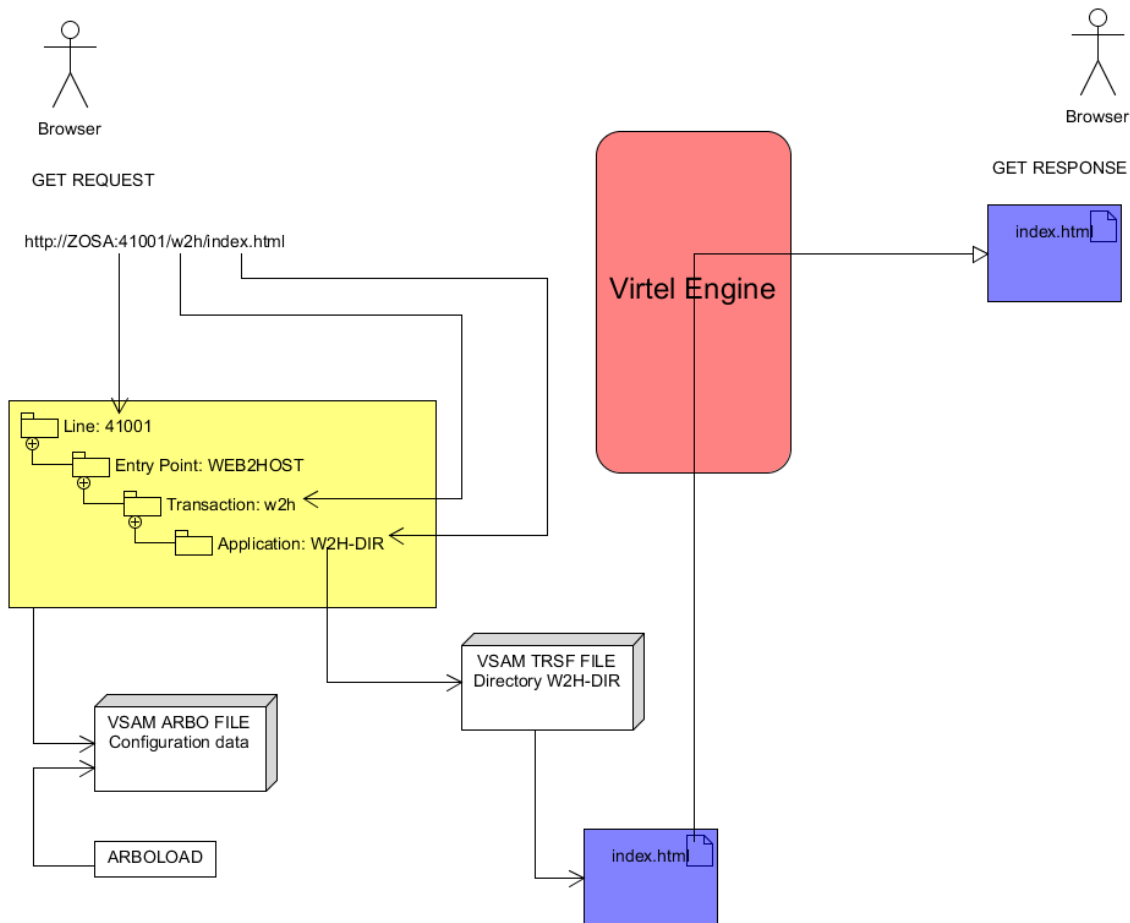 Browser
Browser
GET REQUEST
GET RESPONSE
http://ZOSA:41001/w2h/index.html
index.html
Virtel Engine
Line: 41001
Entry Point: WEB2HOST
Transaction: w2h
Application: W2H-DIR
VSAM TRSF FILE
Directory W2H-DIR
VSAM ARBO FILE
Configuration data
ARBOLOAD
index.html